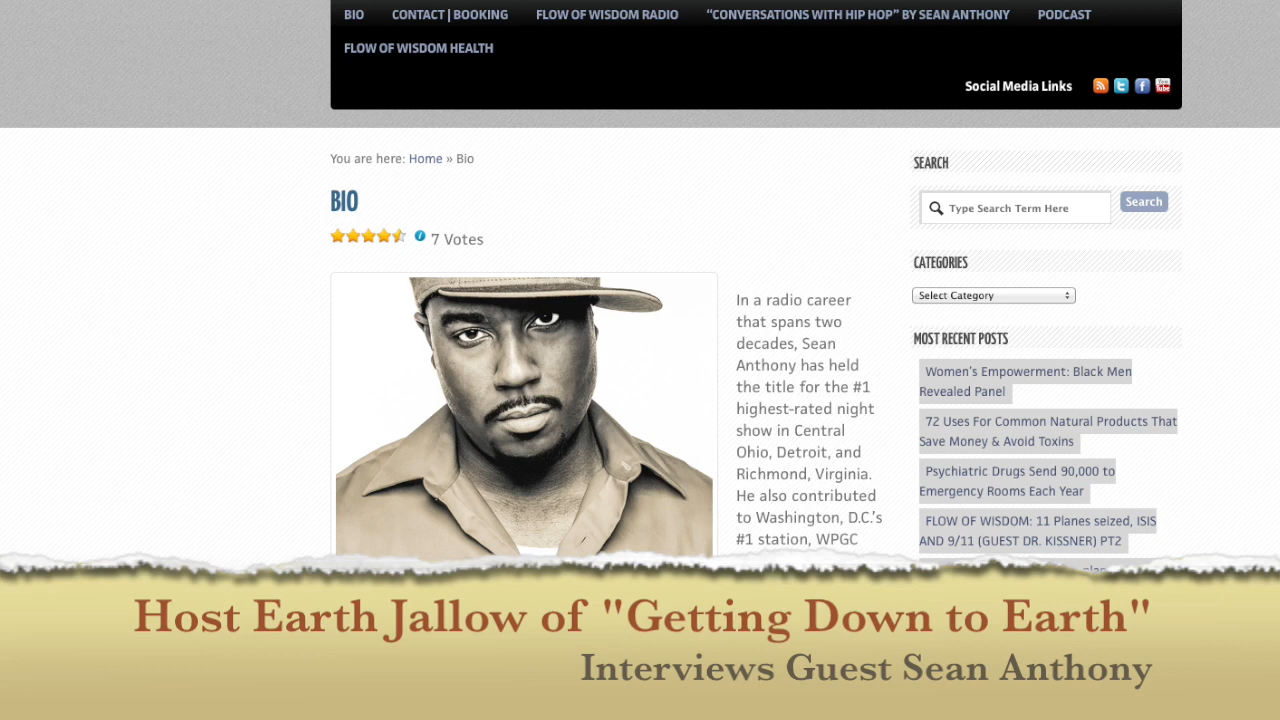 BIO CONTACT | BOOKING FLOW OF WISDOM RADIO “CONVERSATIONS WITH HIP HOP” BY SEAN ANTHONY PODCAST
FLOW OF WISDOM HEALTH
Social Media Links
You Tube
You are here: Home » Bio
BIO
7 Votes
In a radio career
that spans two
decades, Sean
Anthony has held
the title for the #1
highest-rated night
show in Central
Ohio, Detroit, and
Richmond, Virginia.
He also contributed
to Washington, D.C.’s
#1 station, WPGC
SEARCH
Type Search Term Here Search
CATEGORIES
Select Category
MOST RECENT POSTS
Women’s Empowerment: Black Men
Revealed Panel
72 Uses For Common Natural Products That
Save Money & Avoid Toxins
Psychiatric Drugs Send 90,000 to
Emergency Rooms Each Year
FLOW OF WISDOM: 11 Planes seized, ISIS
AND 9/11 (GUEST DR. KISSNER) PT2
Host Earth Jallow of "Getting Down to Earth"
Interviews Guest Sean Anthony